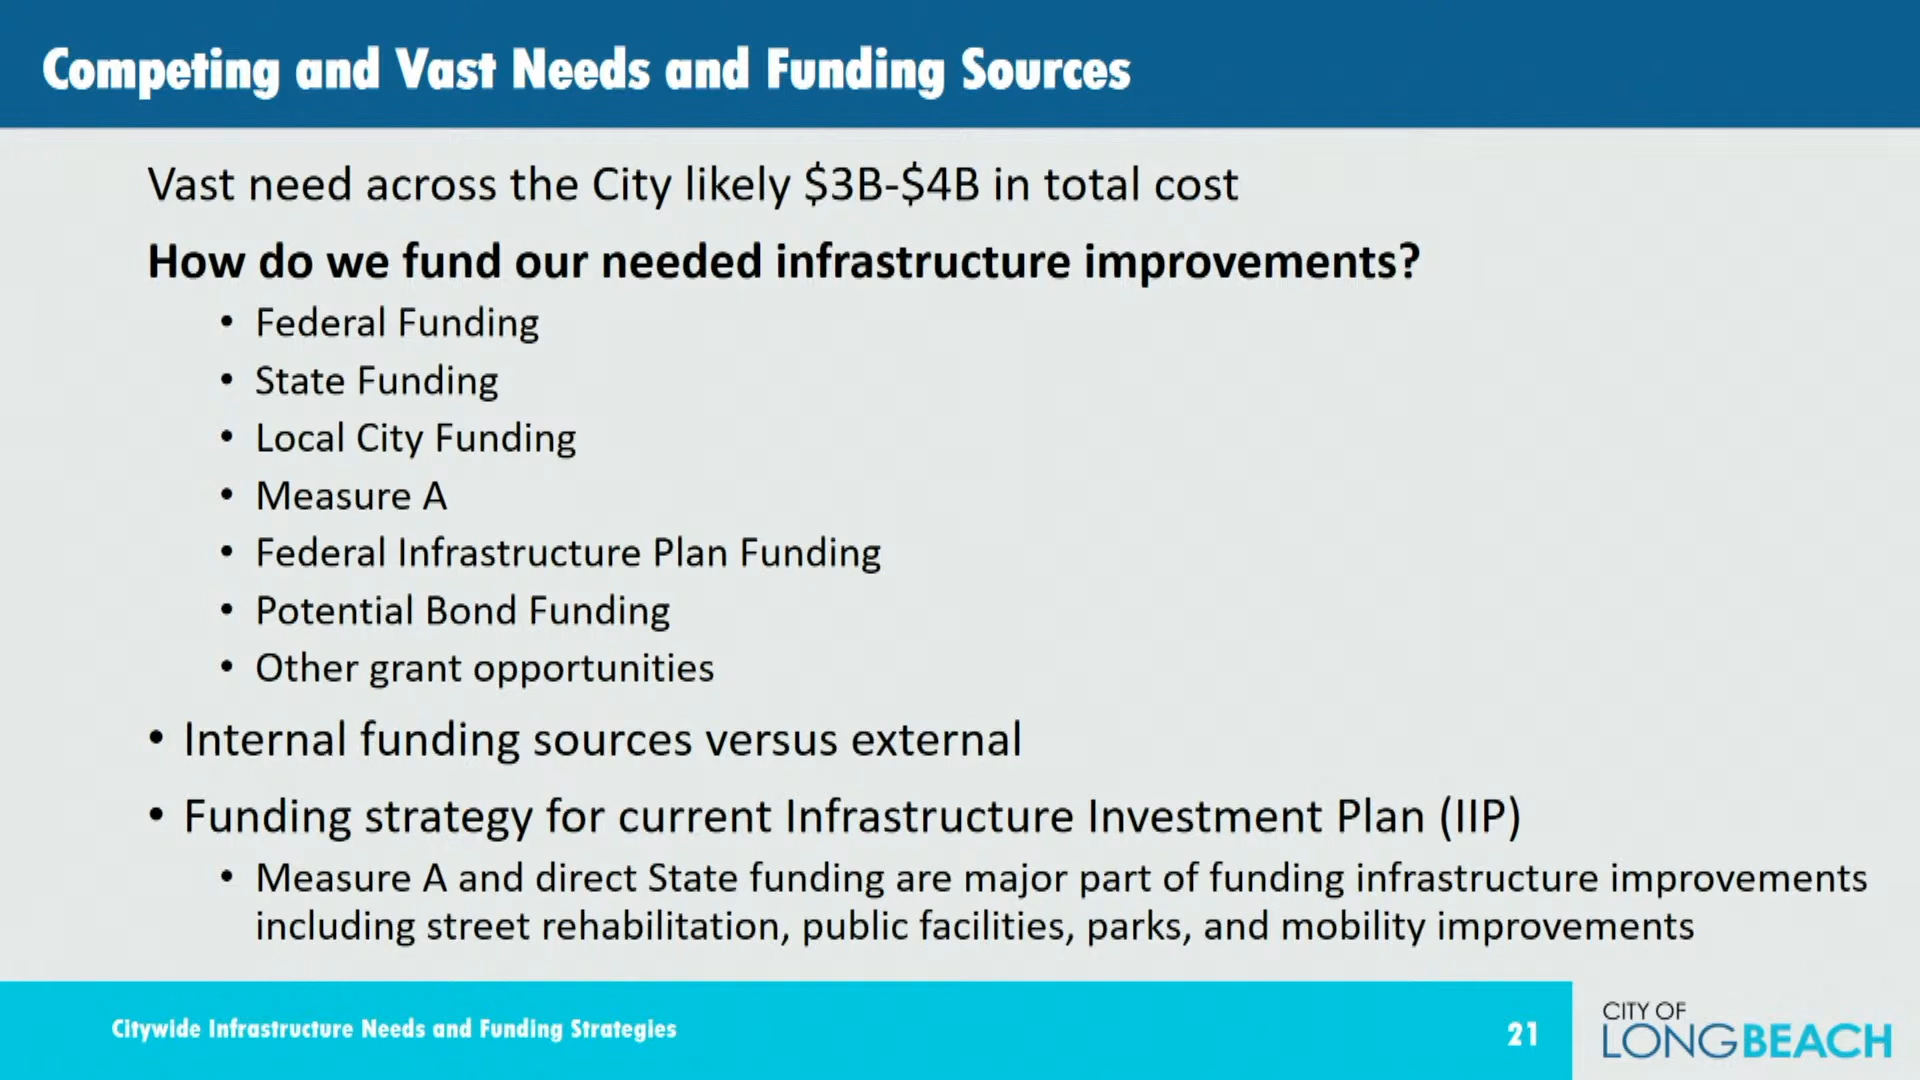 Competing and Vast Needs and Funding Sources
Vast need across the City likely $3B-$4B in total cost
How do we fund our needed infrastructure improvements?
• Federal Funding
• State Funding
• Local City Funding
• Measure A
• Federal Infrastructure Plan Funding
• Potential Bond Funding
• Other grant opportunities
• Internal funding sources versus external
• Funding strategy for current Infrastructure Investment Plan (IIP)
• Measure A and direct State funding are major part of funding infrastructure improvements
including street rehabilitation, public facilities, parks, and mobility improvements
Citywide Infrastructure Needs and Funding Strategies
21
CITY OF
LONGBEACH